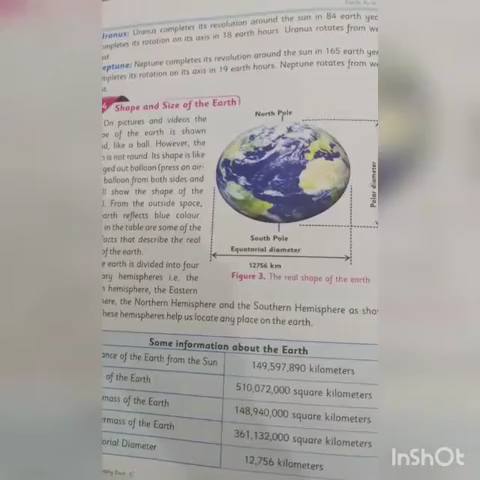 Uranus: Uranus completes its revolution around the sun in 84 earth
completes its rotation on its axis in 18 earth hours Uranus rotates from
Neptune: Neptune completes its revolution around the sun in 165 earth
completes its rotation on its axis in 19 earth hours. Neptune rotates from
Shape and Size of the Earth
On pictures and videos the
of the earth is shown
like a ball. However, the
is not round. Its shape is like
out balloon (press an air-
balloon from both sides and
show the shape of the
From the outside space,
earth reflects blue colour
in the table are some of the
facts that describe the real
of the earth.
earth is divided into four
hemispheres i.e. the
hemisphere, the Eastern
the Northern Hemisphere and the Southern Hemisphere as
These hemispheres help us locate any place on the earth.
North Pole
Polar diameter
South Pole
Equatorial diameter
12756 km
Figure 3. The real shape of the earth
Some information about the Earth
of the Earth from the Sun 149,597,890 kilometers
of the Earth 510,072,000 square kilometers
of the Earth 148,940,000 square kilometers
of the Earth 361,132,000 square kilometers
Diameter 12,756 kilometers
InShOt